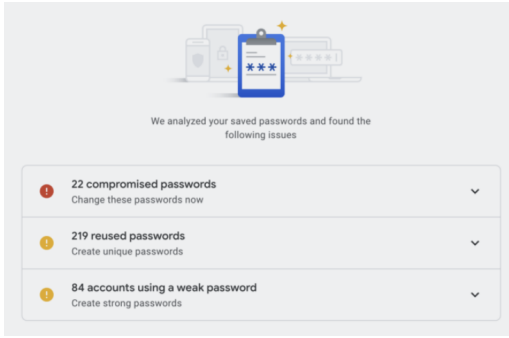 ***
We analyzed your saved passwords and found the
following issues
22 compromised passwords
Change these passwords now
219 reused passwords
Create unique passwords
84 accounts using a weak password
Create strong passwords